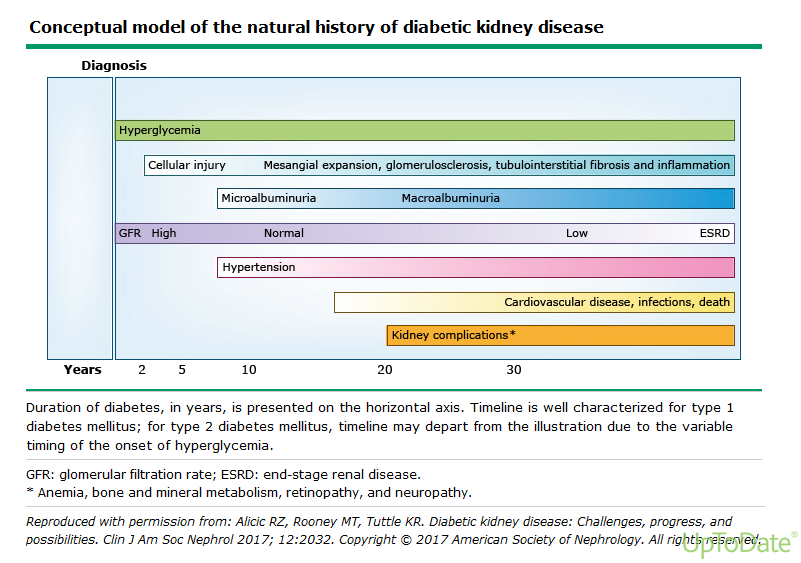 Conceptual model of the natural history of diabetic kidney disease
Diagnosis
Hyperglycemia
Cellular injury Mesangial expansion, glomerulosclerosis, tubulointerstitial fibrosis and inflammation
Microalbuminuria Macroalbuminuria
GFR High Normal Low ESRD
Hypertension
Cardiovascular disease, infections, death
Kidney complications*
Years 2 5 10 20 30
Duration of diabetes, in years, is presented on the horizontal axis. Timeline is well characterized for type 1
diabetes mellitus; for type 2 diabetes mellitus, timeline may depart from the illustration due to the variable
timing of the onset of hyperglycemia.
GFR: glomerular filtration rate; ESRD: end-stage renal disease.
* Anemia, bone and mineral metabolism, retinopathy, and neuropathy.
Reproduced with permission from: Alicic RZ, Rooney MT, Tuttle KR. Diabetic kidney disease: Challenges, progress, and
possibilities. Clin J Am Soc Nephrol 2017; 12:2032. Copyright © 2017 American Society of Nephrology. All rights reserved.
UpToDate®